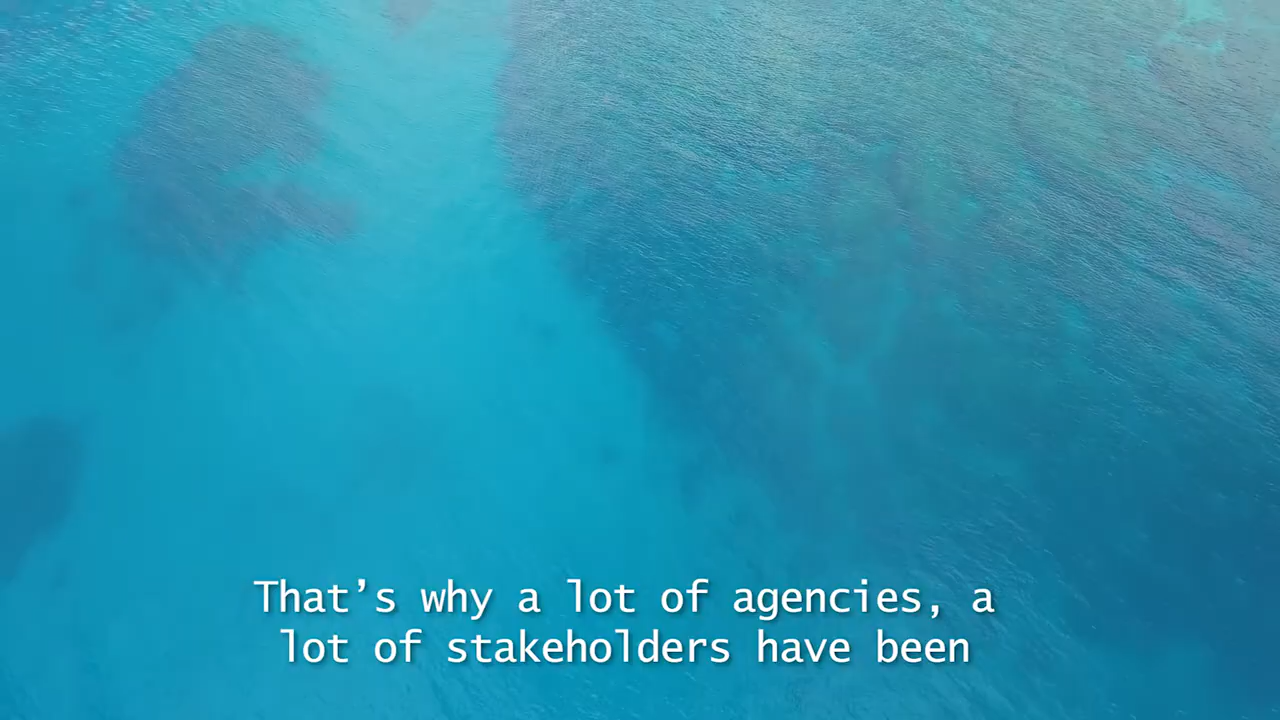 That’s why a lot of agencies, a
lot of stakeholders have been